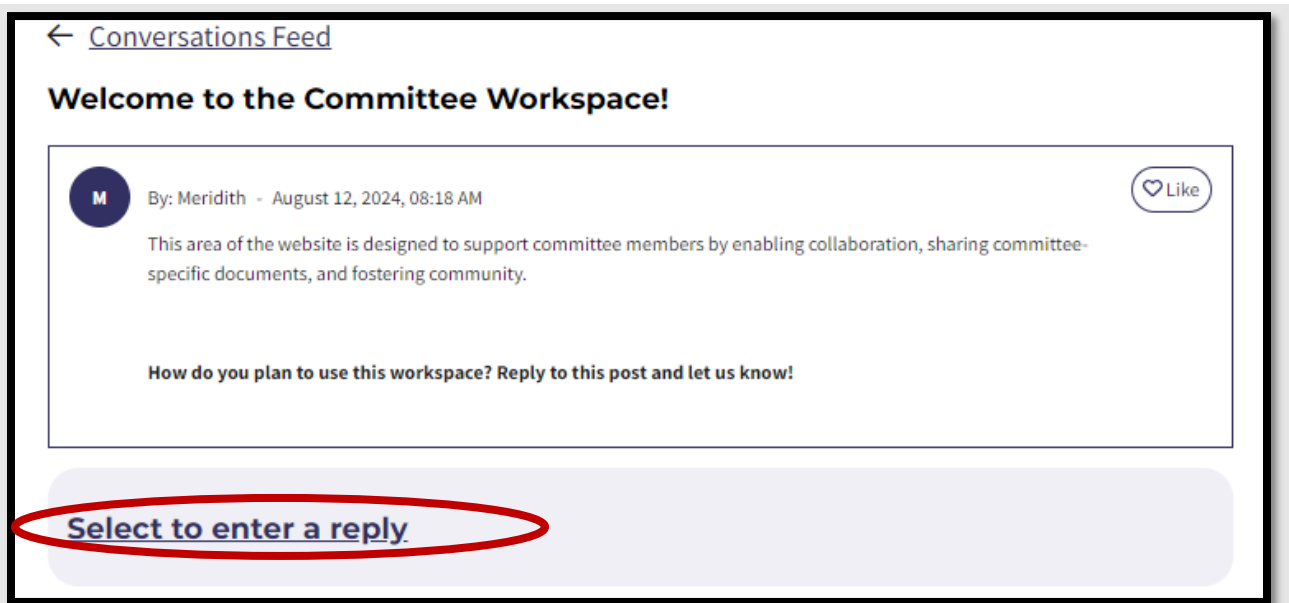 ← Conversations Feed
Welcome to the Committee Workspace!
M
By: Meridith - August 12, 2024, 08:18 AM
Like
This area of the website is designed to support committee members by enabling collaboration, sharing committee-
specific documents, and fostering community.
How do you plan to use this workspace? Reply to this post and let us know!
Select to enter a reply